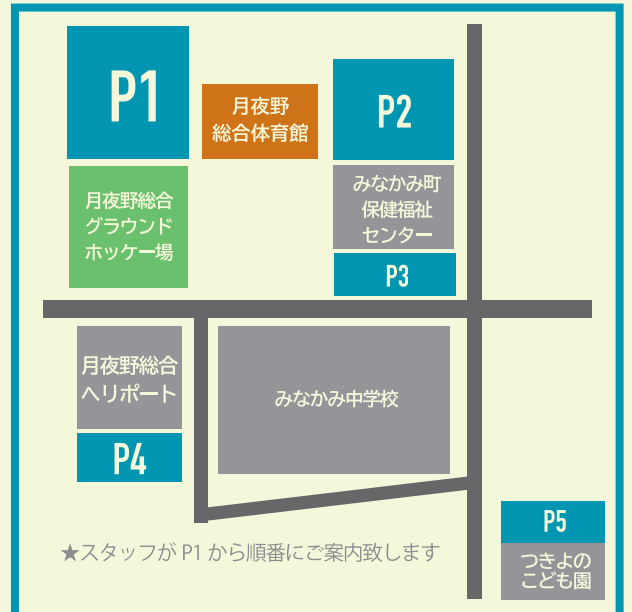 P1
月夜野
総合体育館
P2
月夜野総合
グラウンド
ホッケー場
みなかみ町
保健福祉
センター
P3
月夜野総合
ヘリポート
みなかみ中学校
P4
P5
つきよの
こども園
★スタッフが P1 から順番にご案内致します